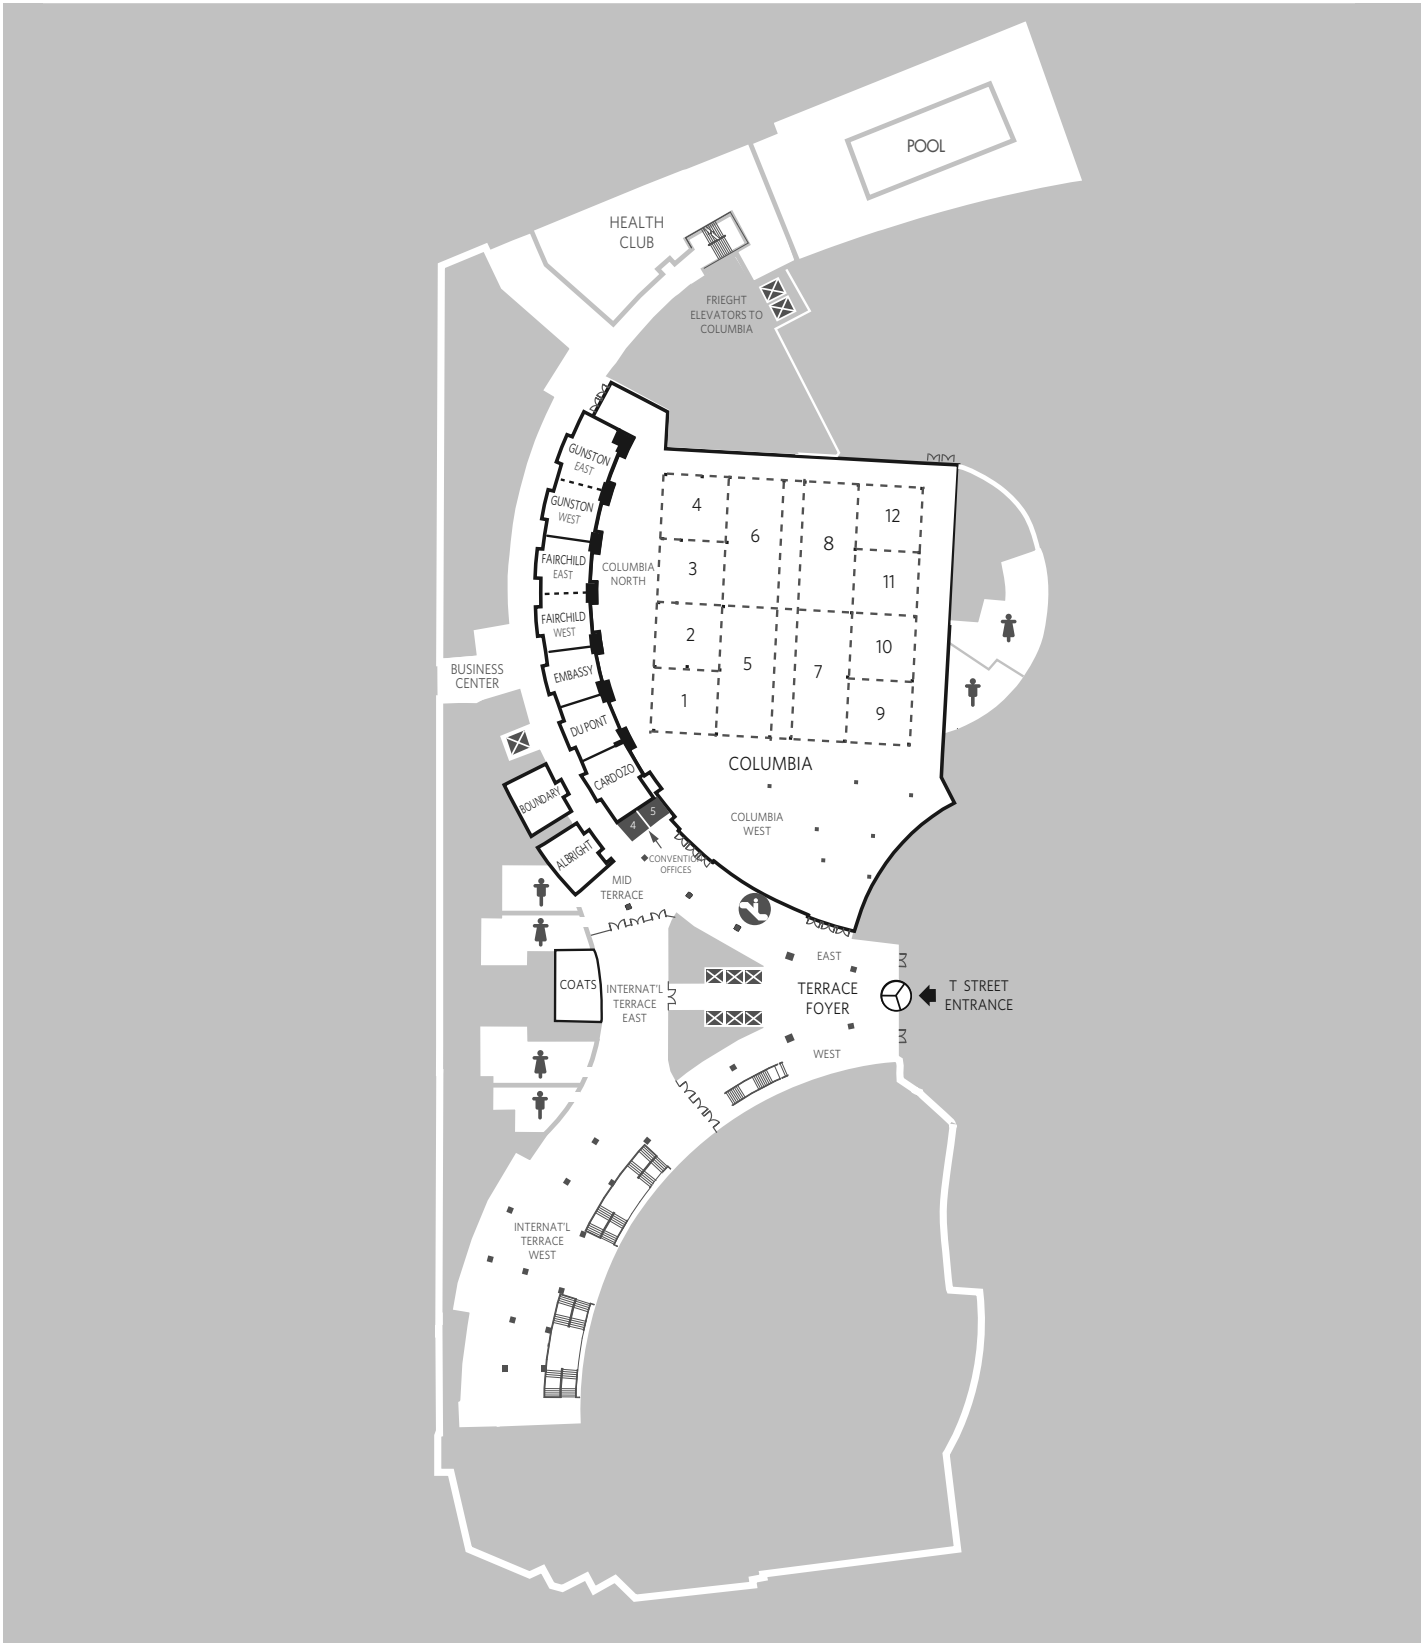 POOL
HEALTH
CLUB
FRIEGHT
ELEVATORS TO
COLUMBIA
GUNSTON
EAST
GUNSTON
WEST
FAIRCHILD
EAST
FAIRCHILD
WEST
EMBASSY
DU PONT
CARDOZO
COLUMBIA
NORTH
4
6
8
12
3
11
2
5
7
10
1
9
COLUMBIA
COLUMBIA
WEST
BUSINESS
CENTER
BOUNDARY
ALBRIGHT
4
5
CONVENTION
OFFICES
MID
TERRACE
COATS
INTERNAT'L
TERRACE
EAST
EAST
TERRACE
FOYER
WEST
T STREET
ENTRANCE
INTERNAT'L
TERRACE
WEST